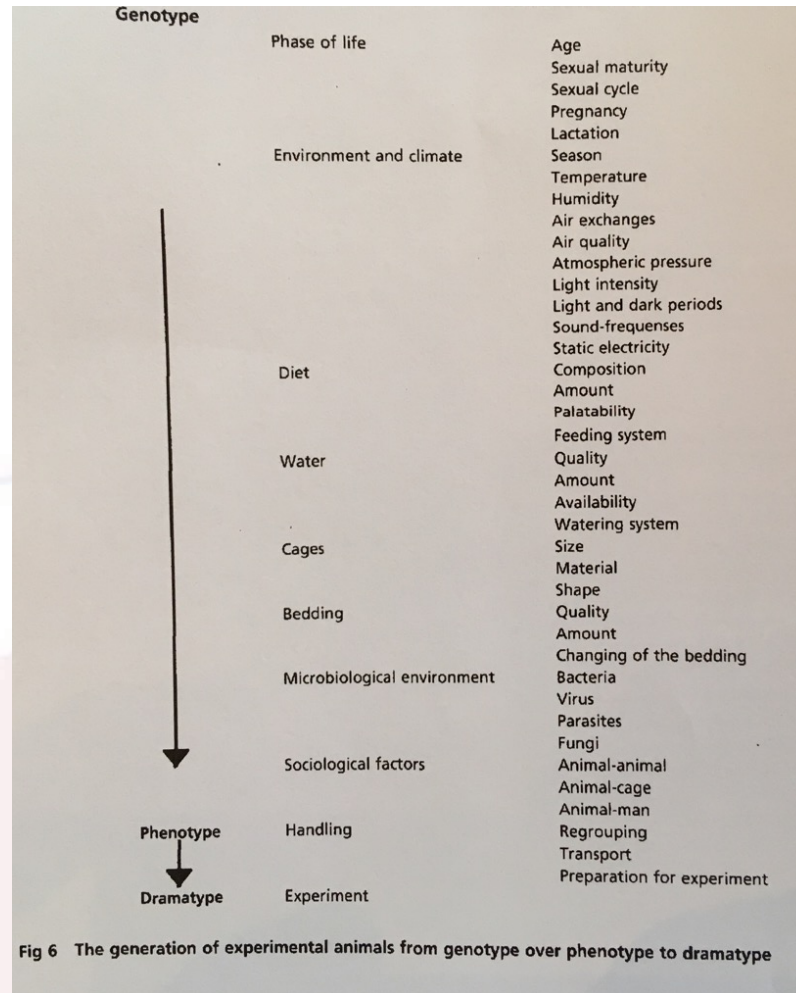 Genotype
Phase of life Age
Sexual maturity
Sexual cycle
Pregnancy
Lactation
Environment and climate Season
Temperature
Humidity
Air exchanges
Air quality
Atmospheric pressure
Light intensity
Light and dark periods
Sound-frequenses
Static electricity
Diet Composition
Amount
Palatability
Feeding system
Water Quality
Amount
Availability
Watering system
Cages Size
Material
Shape
Bedding Quality
Amount
Changing of the bedding
Microbiological environment Bacteria
Virus
Parasites
Fungi
Sociological factors Animal-animal
Animal-cage
Animal-man
Phenotype Handling Regrouping
Transport
Preparation for experiment
Dramatype Experiment
Fig 6 The generation of experimental animals from genotype over phenotype to dramatype